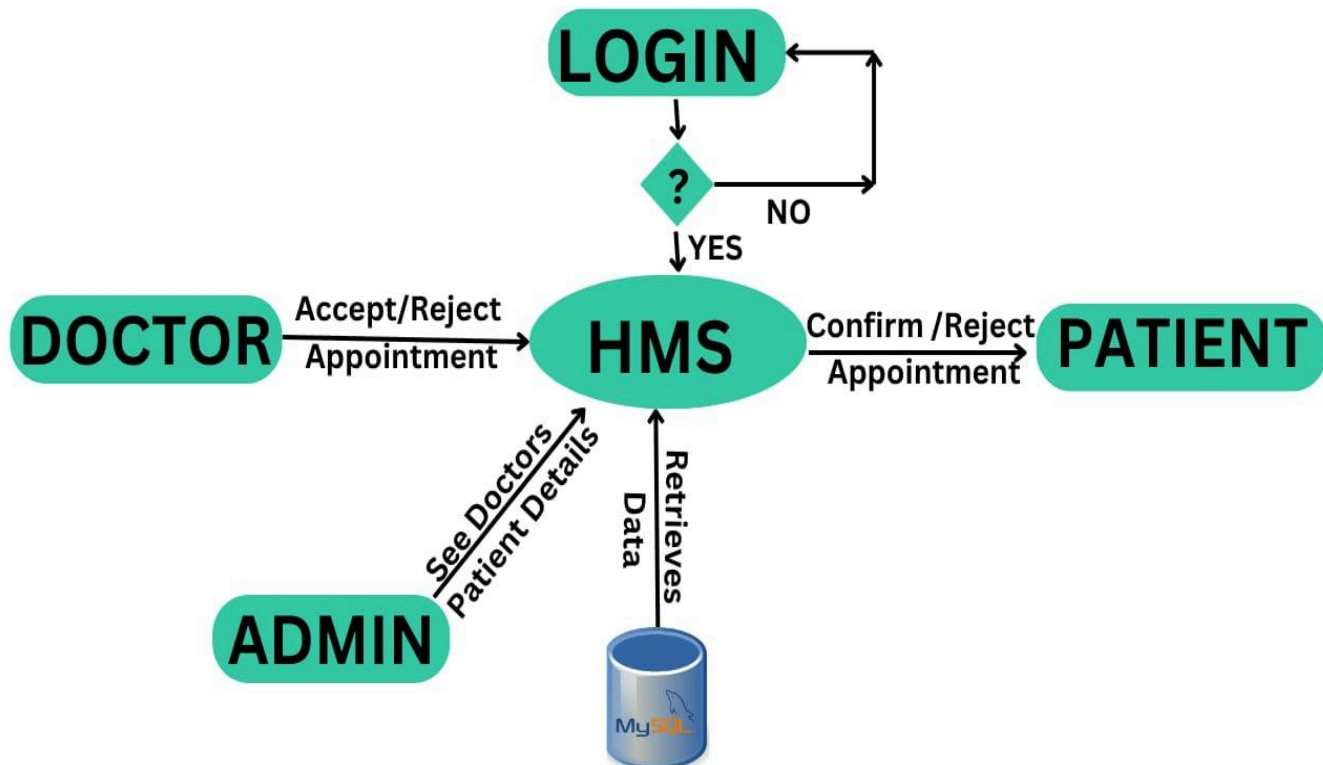 LOGIN
?
NO
YES
DOCTOR
Accept/Reject
Appointment
HMS
Confirm /Reject
Appointment
PATIENT
See Doctors
Patient Details
Retrieves
Data
ADMIN
MySQL